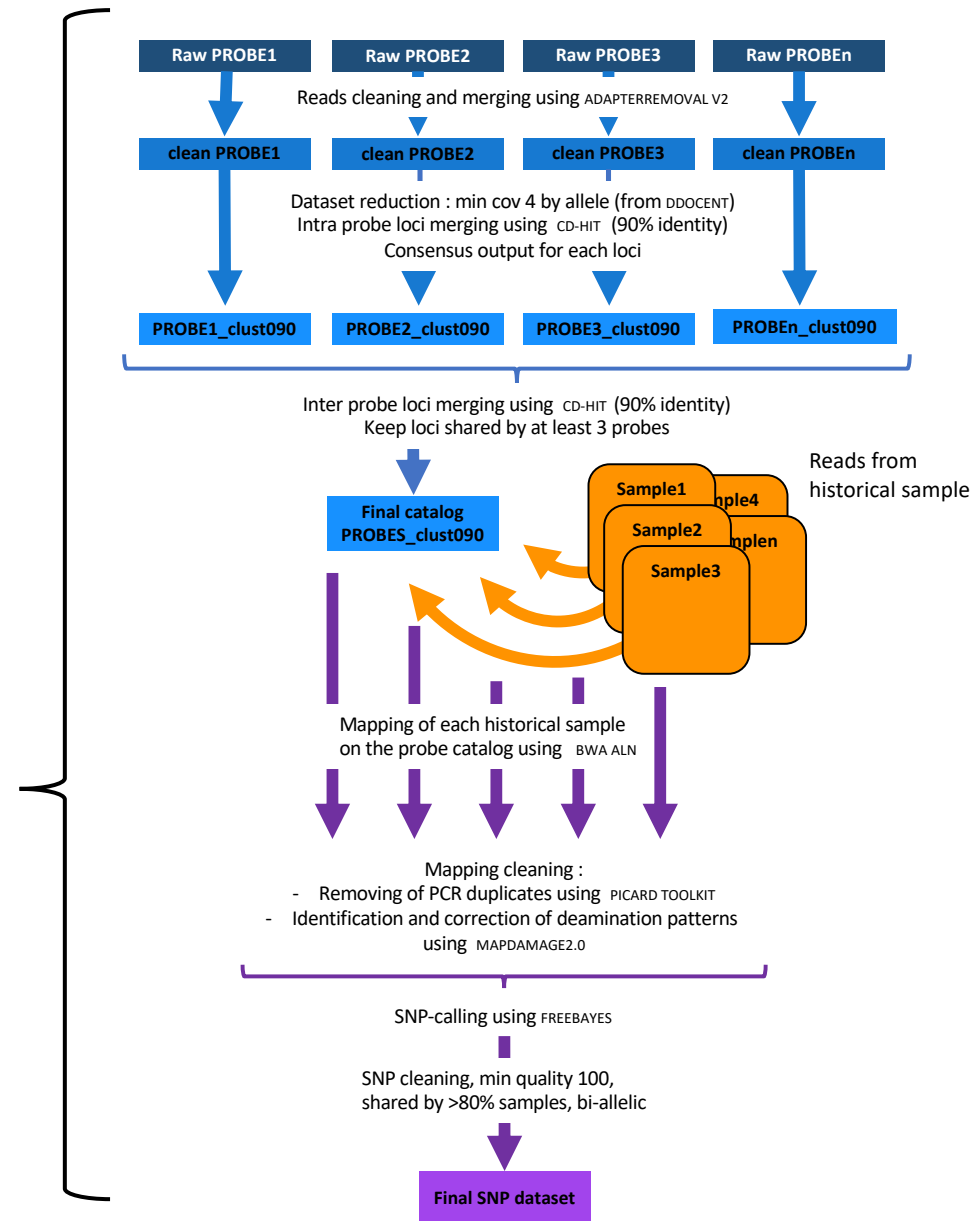 Raw PROBE1 Raw PROBE2 Raw PROBE3 Raw PROBEn
Reads cleaning and merging using ADAPTERREMOVAL V2
clean PROBE1 clean PROBE2 clean PROBE3 clean PROBEn
Dataset reduction : min cov 4 by allele (from DDOCENT)
Intra probe loci merging using CD-HIT (90% identity)
Consensus output for each loci
PROBE1_clust090 PROBE2_clust090 PROBE3_clust090 PROBEn_clust090
Inter probe loci merging using CD-HIT (90% identity)
Keep loci shared by at least 3 probes
Reads from
historical sample
Sample1
mple4
Sample2
mplen
Sample3
Final catalog
PROBES_clust090
Mapping of each historical sample
on the probe catalog using BWA ALN
Mapping cleaning :
- Removing of PCR duplicates using PICARD TOOLKIT
- Identification and correction of deamination patterns
using MAPDAMAGE2.0
SNP-calling using FREEBAYES
SNP cleaning, min quality 100,
shared by >80% samples, bi-allelic
Final SNP dataset